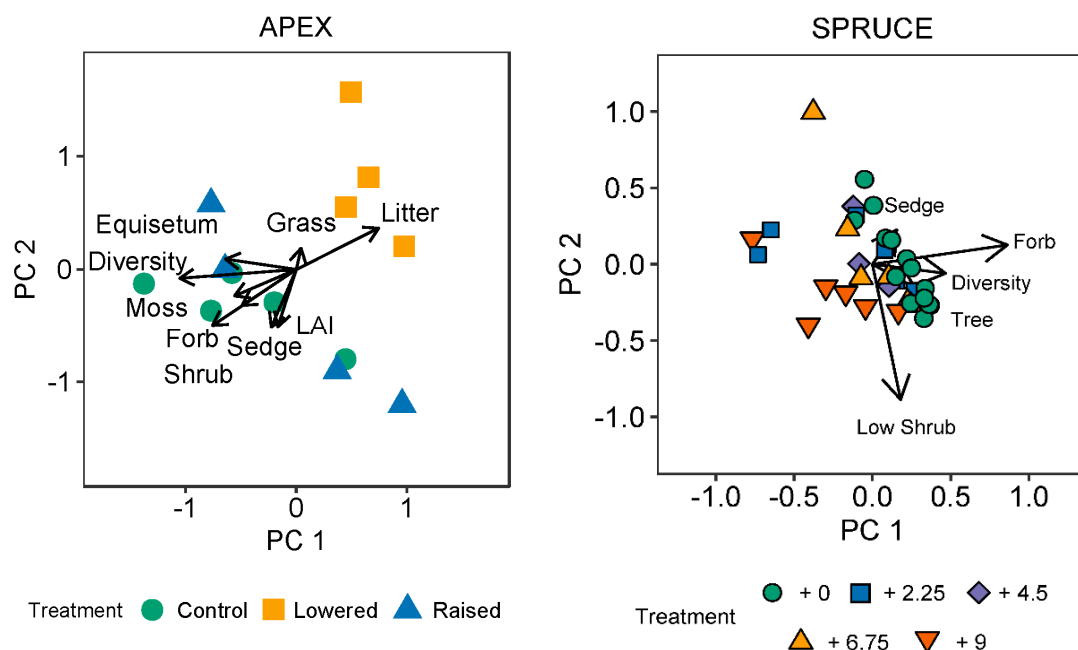 APEX
SPRUCE
PC 2
1
0
-1
-1
0
1
PC 1
Equisetum
Diversity
Moss
Forb
Shrub
Sedge
LAI
Grass
Litter
Treatment
Control
Lowered
Raised
PC 2
1.0
0.5
0.0
-0.5
-1.0
-1.0
-0.5
0.0
0.5
1.0
PC 1
Sedge
Forb
Diversity
Tree
Low Shrub
Treatment
+ 0
+ 2.25
+ 4.5
+ 6.75
+ 9